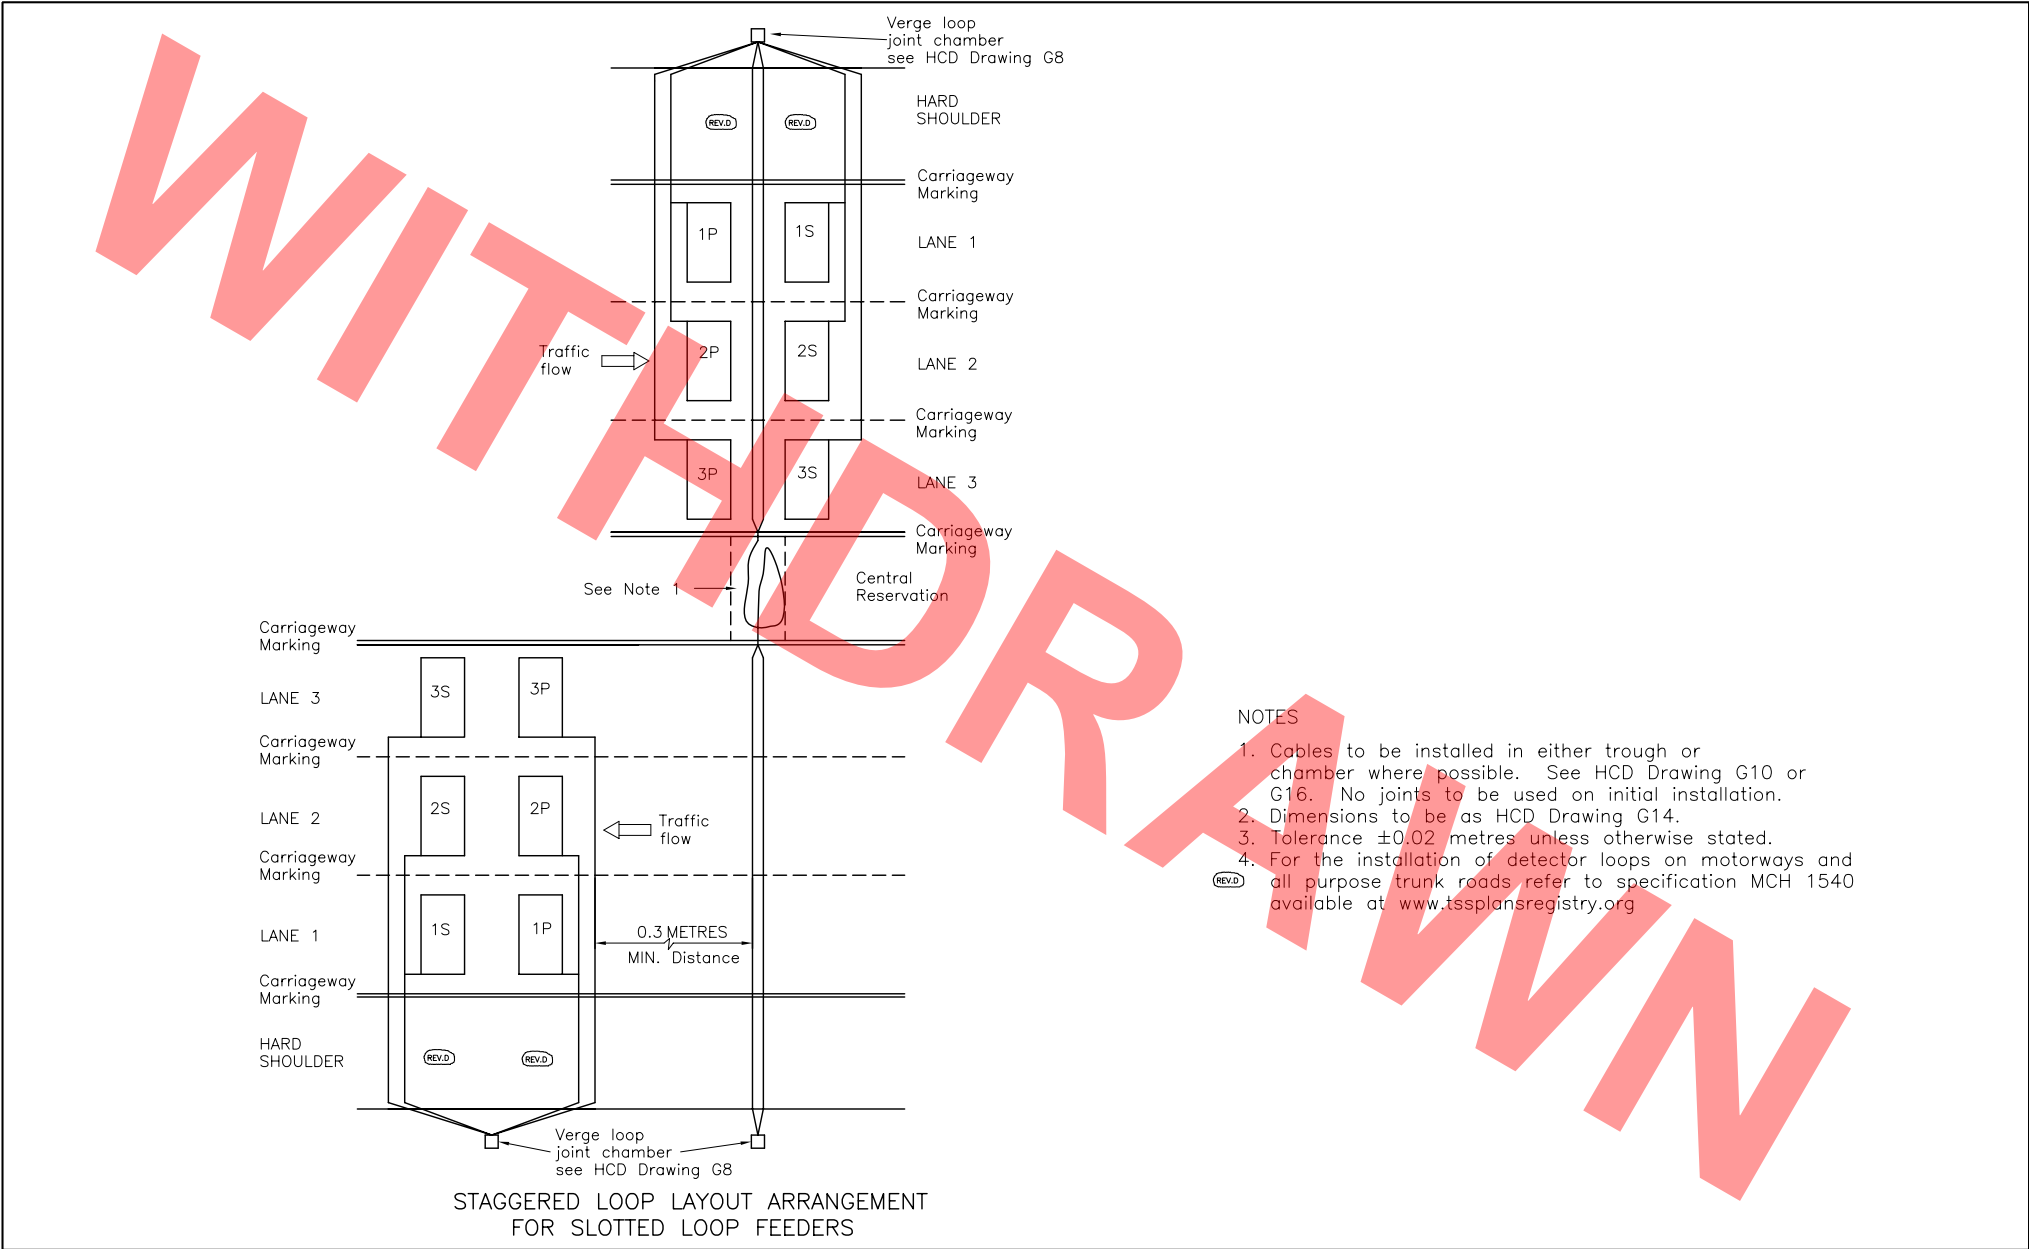 Verge loop
joint chamber
see HCD Drawing G8
HARD
SHOULDER
REV.D
REV.D
Carriageway
Marking
1P
1S
LANE 1
Carriageway
Marking
Traffic
flow
2P
2S
LANE 2
Carriageway
Marking
3P
3S
LANE 3
Carriageway
Marking
See Note 1
Central
Reservation
Carriageway
Marking
3S
3P
LANE 3
Carriageway
Marking
2S
2P
LANE 2
Traffic
flow
Carriageway
Marking
1S
1P
LANE 1
0.3 METRES
MIN. Distance
Carriageway
Marking
HARD
SHOULDER
REV.D
REV.D
Verge loop
joint chamber
see HCD Drawing G8
STAGGERED LOOP LAYOUT ARRANGEMENT
FOR SLOTTED LOOP FEEDERS
NOTES
1. Cables to be installed in either trough or
chamber where possible. See HCD Drawing G10 or
G16. No joints to be used on initial installation.
2. Dimensions to be as HCD Drawing G14.
3. Tolerance ±0.02 metres unless otherwise stated.
4. For the installation of detector loops on motorways and
REV.D all purpose trunk roads refer to specification MCH 1540
available at www.tssplansregistry.org
WITHDRAWN